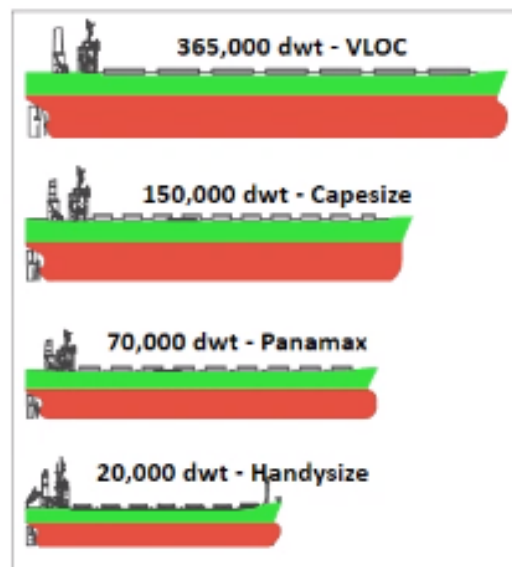 365,000 dwt - VLOC
150,000 dwt - Capesize
70,000 dwt - Panamax
20,000 dwt - Handysize